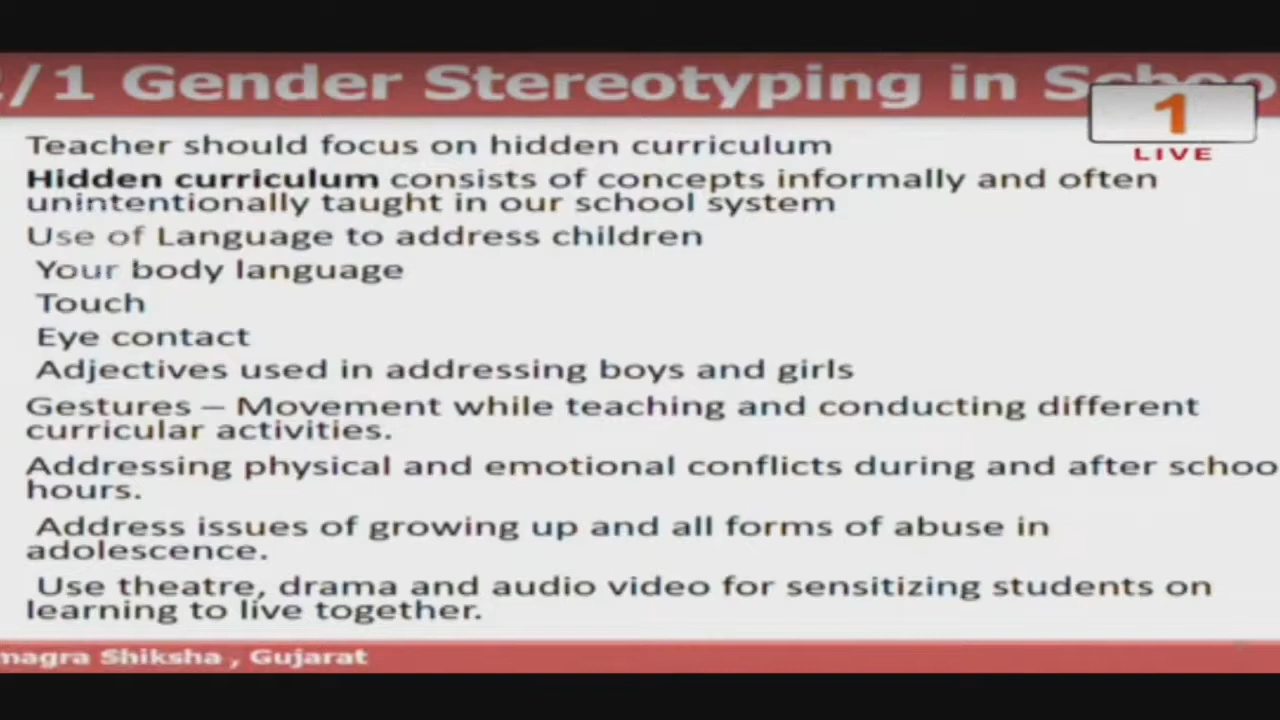 2/1 Gender Stereotyping in Schoo
1
LIVE
Teacher should focus on hidden curriculum
Hidden curriculum consists of concepts informally and often
unintentionally taught in our school system
Use of Language to address children
Your body language
Touch
Eye contact
Adjectives used in addressing boys and girls
Gestures – Movement while teaching and conducting different
curricular activities.
Addressing physical and emotional conflicts during and after schoo
hours.
Address issues of growing up and all forms of abuse in
adolescence.
Use theatre, drama and audio video for sensitizing students on
learning to live together.
magra Shiksha , Gujarat